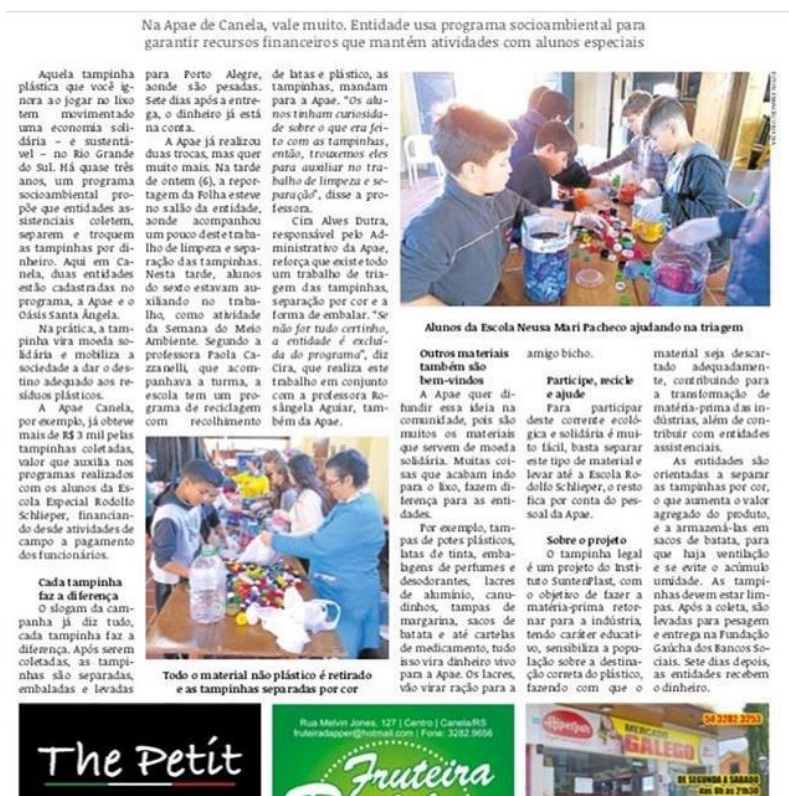 Na Apae de Canela, vale muito. Entidade usa programa socioambiental para
garantir recursos financeiros que mantém atividades com alunos especiais
Aquela tampinha
plástica que você ig-
nora ao jogar no lixo
tem movimentado
uma economia soli-
dária – e sustentá-
vel – no Rio Grande
do Sul. Há quase três
anos, um programa
socioambiental pro-
põe que entidades as-
sistenciais coletem,
separem e troquem
as tampinhas por di-
nheiro. Aqui em Ca-
nela, duas entidades
estão cadastradas no
programa, a Apae e o
Oásis Santa Ângela.
Na prática, a tam-
pinha vira moeda so-
lidária e mobiliza a
sociedade a dar o des-
tino adequado aos re-
síduos plásticos.
A Apae Canela,
por exemplo, já obteve
mais de R$ 3 mil pelas
tampinhas coletadas,
valor que auxilia nos
programas realizados
com os alunos da Es-
cola Especial Rodolfo
Schlieper, financian-
do desde atividades de
campo a pagamento
dos funcionários.
Cada tampinha
faz a diferença
O slogam da cam-
panha já diz tudo,
cada tampinha faz a
diferença. Após serem
coletadas, as tampi-
nhas são separadas,
embaladas e levadas
para Porto Alegre,
aonde são pesadas.
Sete dias após a entre-
ga, o dinheiro já está
na conta.
A Apae já realizou
duas trocas, mas quer
muito mais. Na tarde
de ontem (6), a repor-
tagem da Folha esteve
no salão da entidade,
aonde acompanhou
um pouco deste traba-
lho de limpeza e sepa-
ração das tampinhas.
Nesta tarde, alunos
do sexto estavam au-
xiliando no traba-
lho, como atividade
da Semana do Meio
Ambiente. Segundo a
professora Paola Ca-
zzanelli, que acom-
panhava a turma, a
escola tem um pro-
grama de reciclagem
com recolhimento
de latas e plástico, as
tampinhas, mandam
para a Apae. "Os alu-
nos tinham curiosida-
de sobre o que era fei-
to com as tampinhas,
então, trouxemos eles
para auxiliar no tra-
balho de limpeza e se-
paração", disse a pro-
fessora.
Cira Alves Dutra,
responsável pelo Ad-
ministrativo da Apae,
reforça que existe todo
um trabalho de tria-
gem das tampinhas,
separação por cor e a
forma de embalar. "Se
não for tudo certinho,
a entidade é excluí-
da do programa", diz
Cira, que realiza este
trabalho em conjunto
com a professora Ro-
sângela Aguiar, tam-
bém da Apae.
Alunos da Escola Neusa Mari Pacheco ajudando na triagem
Todo o material não plástico é retirado
e as tampinhas separadas por cor
Outros materiais
também são
bem-vindos
A Apae quer di-
fundir essa ideia na
comunidade, pois são
muitos os materiais
que servem de moeda
solidária. Muitas coi-
sas que acabam indo
para o lixo, fazem di-
ferença para as enti-
dades.
Por exemplo, tam-
pas de potes plásticos,
latas de tinta, emba-
lagens de perfumes e
desodorantes, lacres
de alumínio, canu-
dinhos, tampas de
margarina, sacos de
batata e até cartelas
de medicamento, tudo
isso vira dinheiro vivo
para a Apae. Os lacres,
vão virar ração para a
amigo bicho.
Participe, recicle
e ajude
Para participar
deste corrente ecoló-
gica e solidária é mui-
to fácil, basta separar
este tipo de material e
levar até a Escola Ro-
dolfo Schlieper, o resto
fica por conta do pes-
soal da Apae.
Sobre o projeto
O tampinha legal
é um projeto do Insti-
tuto SuntenPlast, com
o objetivo de fazer a
matéria-prima retor-
nar para a indústria,
tendo caráter educati-
vo, sensibiliza a popu-
lação sobre a destina-
ção correta do plástico,
fazendo com que o
material seja descar-
tado adequadamen-
te, contribuindo para
a transformação de
matéria-prima das in-
dústrias, além de con-
tribuir com entidades
assistenciais.
As entidades são
orientadas a separar
as tampinhas por cor,
o que aumenta o valor
agregado do produto,
e a armazená-las em
sacos de batata, para
que haja ventilação
e se evite o acúmulo
umidade. As tampi-
nhas devem estar lim-
pas. Após a coleta, são
levadas para pesagem
e entrega na Fundação
Gaúcha dos Bancos So-
ciais. Sete dias depois,
as entidades recebem
o dinheiro.
The Petit
Rua Melvin Jones, 127 | Centro | Canela/RS
fruteiradapper@hotmail.com | Fone: 3282.9656
Fruteira
54 3282 3253
MERCADO
GALEGO
DE SEGUNDA A SÁBADO
das 8h às 21h30